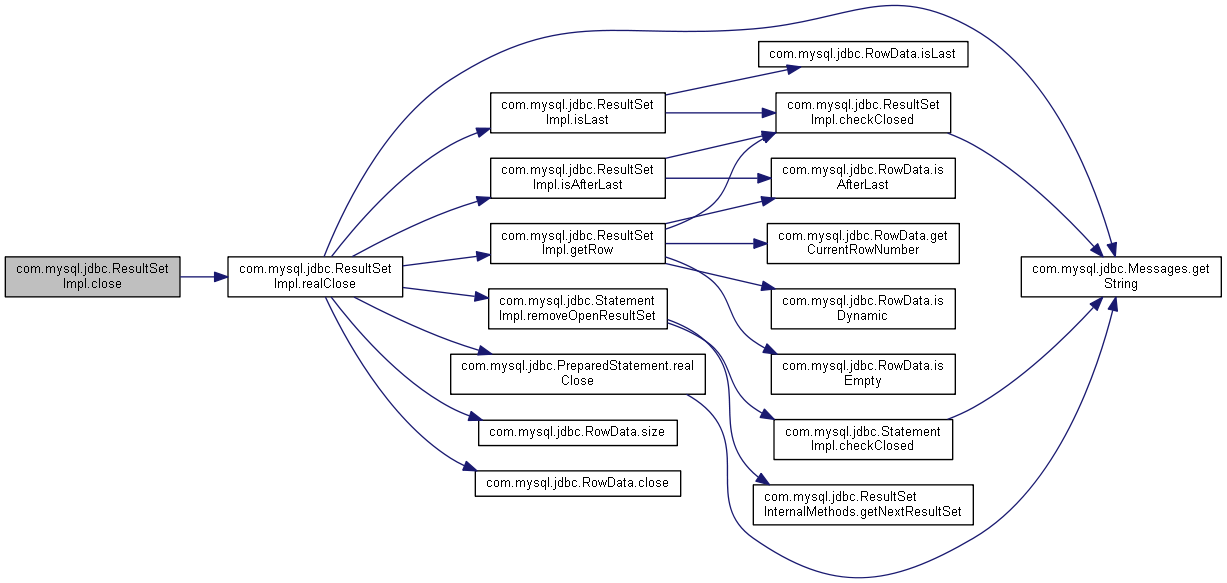 com.mysql.jdbc.ResultSet
Impl.close
com.mysql.jdbc.ResultSet
Impl.realClose
com.mysql.jdbc.ResultSet
Impl.isLast
com.mysql.jdbc.ResultSet
Impl.isAfterLast
com.mysql.jdbc.ResultSet
Impl.getRow
com.mysql.jdbc.Statement
Impl.removeOpenResultSet
com.mysql.jdbc.PreparedStatement.real
Close
com.mysql.jdbc.RowData.size
com.mysql.jdbc.RowData.close
com.mysql.jdbc.RowData.isLast
com.mysql.jdbc.ResultSet
Impl.checkClosed
com.mysql.jdbc.RowData.is
AfterLast
com.mysql.jdbc.RowData.get
CurrentRowNumber
com.mysql.jdbc.RowData.is
Dynamic
com.mysql.jdbc.RowData.is
Empty
com.mysql.jdbc.Statement
Impl.checkClosed
com.mysql.jdbc.ResultSet
InternalMethods.getNextResultSet
com.mysql.jdbc.Messages.get
String